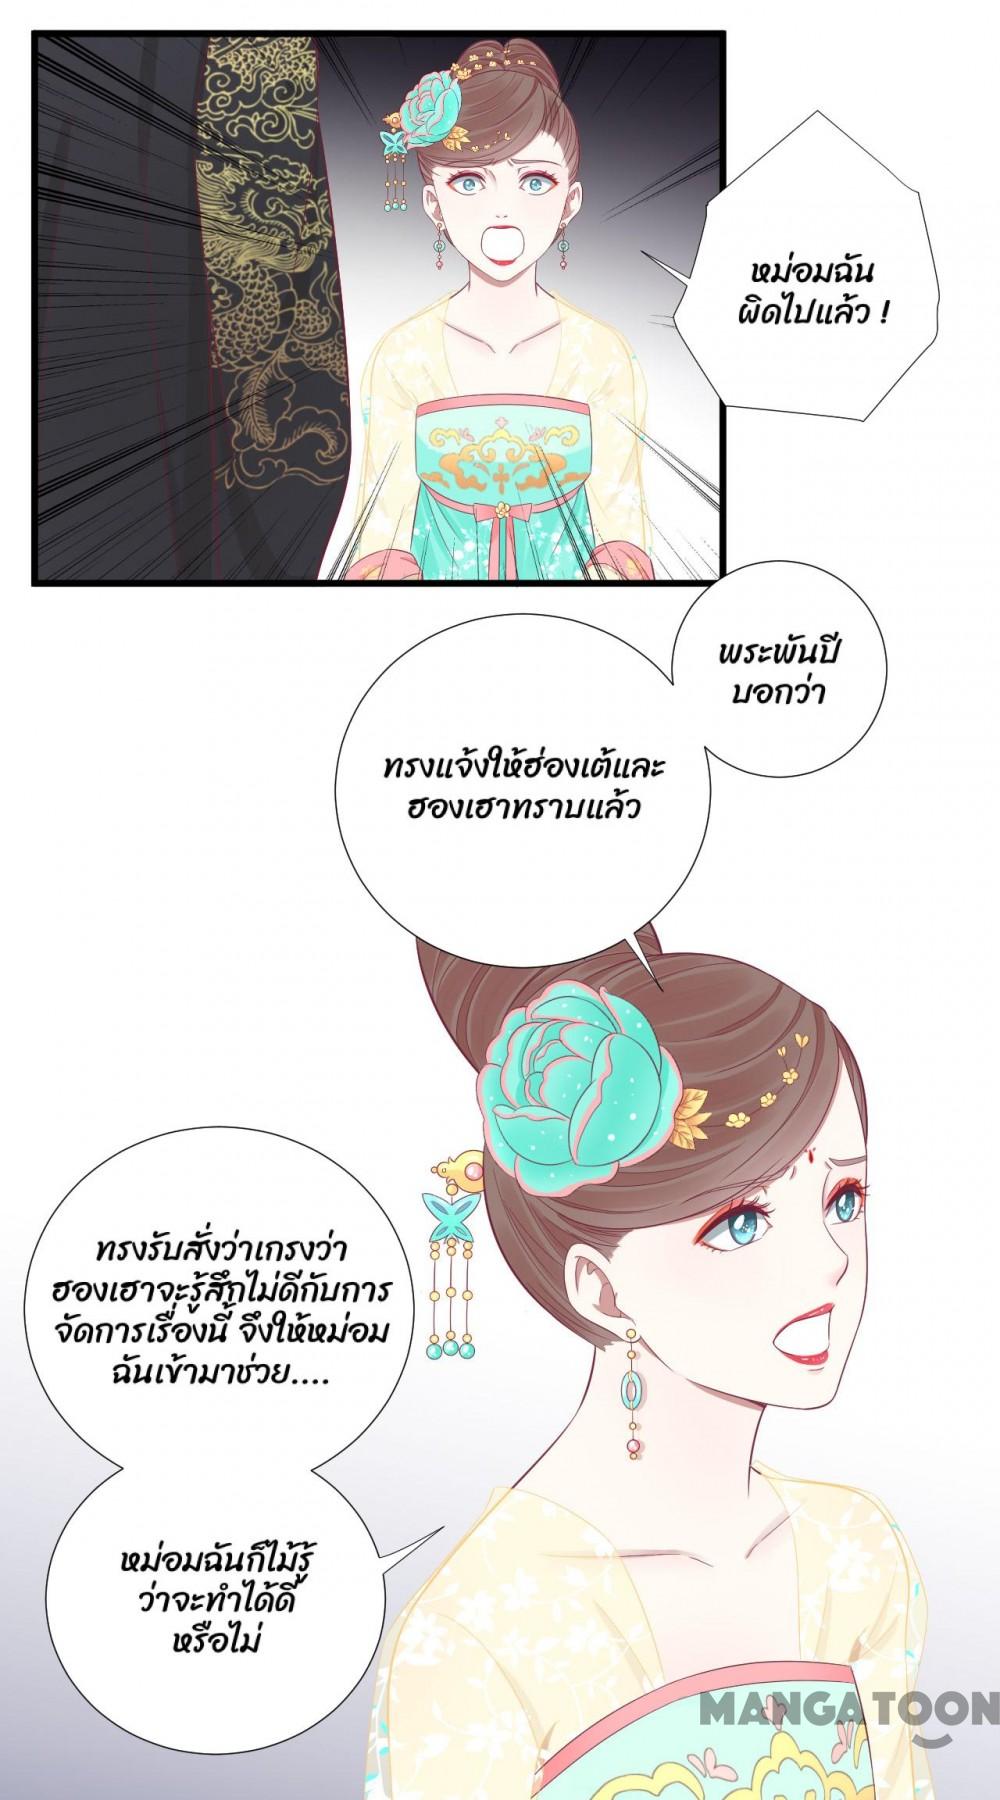 หม่อมฉัน
ผิดไปแล้ว !
พระพันปี
บอกว่า
ทรงแจ้งให้ฮ่องเต้และ
ฮองเฮาทราบแล้ว
ทรงรับสั่งว่าเกรงว่า
ฮองเฮาจะรู้สึกไม่ดีกับการ
จัดการเรื่องนี้ จึงให้หม่อม
ฉันเข้ามาช่วย....
หม่อมฉันก็ไม้รู้
ว่าจะทำได้ดี
หรือไม่
MANGATOON